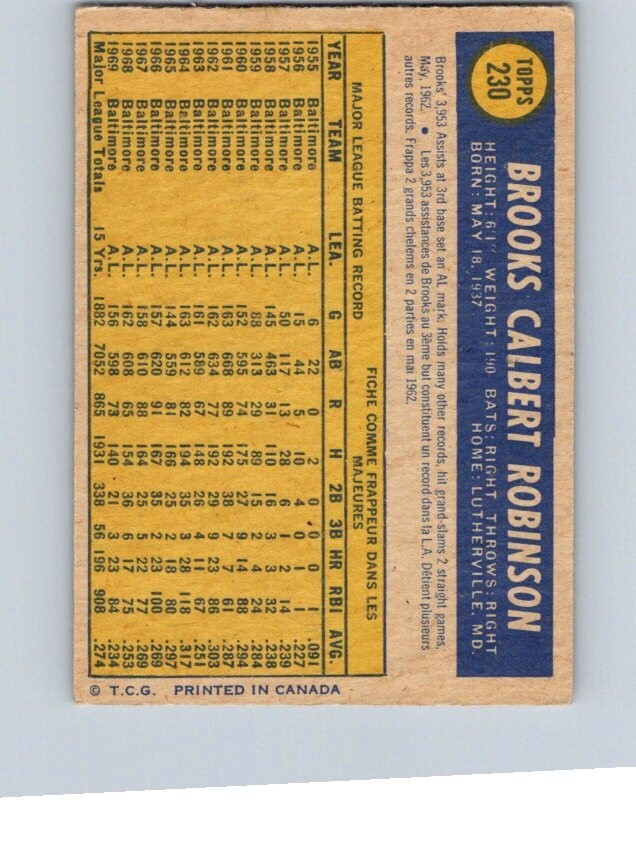 TOPPS
230
BROOKS CALBERT ROBINSON
HEIGHT: 6'1" WEIGHT: 190 BATS: RIGHT THROWS: RIGHT
BORN: MAY 18, 1937 HOME: LUTHERVILLE, MD.
Brooks' 3,953 Assists at 3rd base set an AL mark. Holds many other records, hit grand-slams 2 straight games,
May, 1962. ● Les 3,953 assistances de Brooks au 3ème but constituent un record dans la L.A. Détient plusieurs
autres records. Frappa 2 grands chelems en 2 parties en mai 1962.
MAJOR LEAGUE BATTING RECORD FICHE COMME FRAPPEUR DANS LES MAJEURES
YEAR TEAM LEA. G AB R H 2B 3B HR RBI AVG.
1955 Baltimore A.L. 6 22 0 2 0 0 0 1 .091
1956 Baltimore A.L. 15 44 5 10 4 0 1 1 .227
1957 Baltimore A.L. 50 117 13 28 6 1 2 14 .239
1958 Baltimore A.L. 145 463 31 110 16 3 3 32 .238
1959 Baltimore A.L. 88 313 29 89 15 2 4 24 .284
1960 Baltimore A.L. 152 595 74 175 27 9 14 88 .294
1961 Baltimore A.L. 163 668 89 192 38 7 7 61 .287
1962 Baltimore A.L. 162 634 77 192 29 9 23 86 .303
1963 Baltimore A.L. 161 589 67 148 26 4 11 67 .251
1964 Baltimore A.L. 163 612 82 194 35 3 28 118 .317
1965 Baltimore A.L. 144 559 81 166 25 2 18 80 .297
1966 Baltimore A.L. 157 620 91 167 35 2 23 100 .269
1967 Baltimore A.L. 158 610 88 164 25 5 22 77 .269
1968 Baltimore A.L. 162 608 65 154 36 6 17 75 .253
1969 Baltimore A.L. 156 598 73 140 21 3 23 84 .234
Major League Totals 15 Yrs. 1882 7052 865 1931 338 56 196 908 .274
© T.C.G. PRINTED IN CANADA